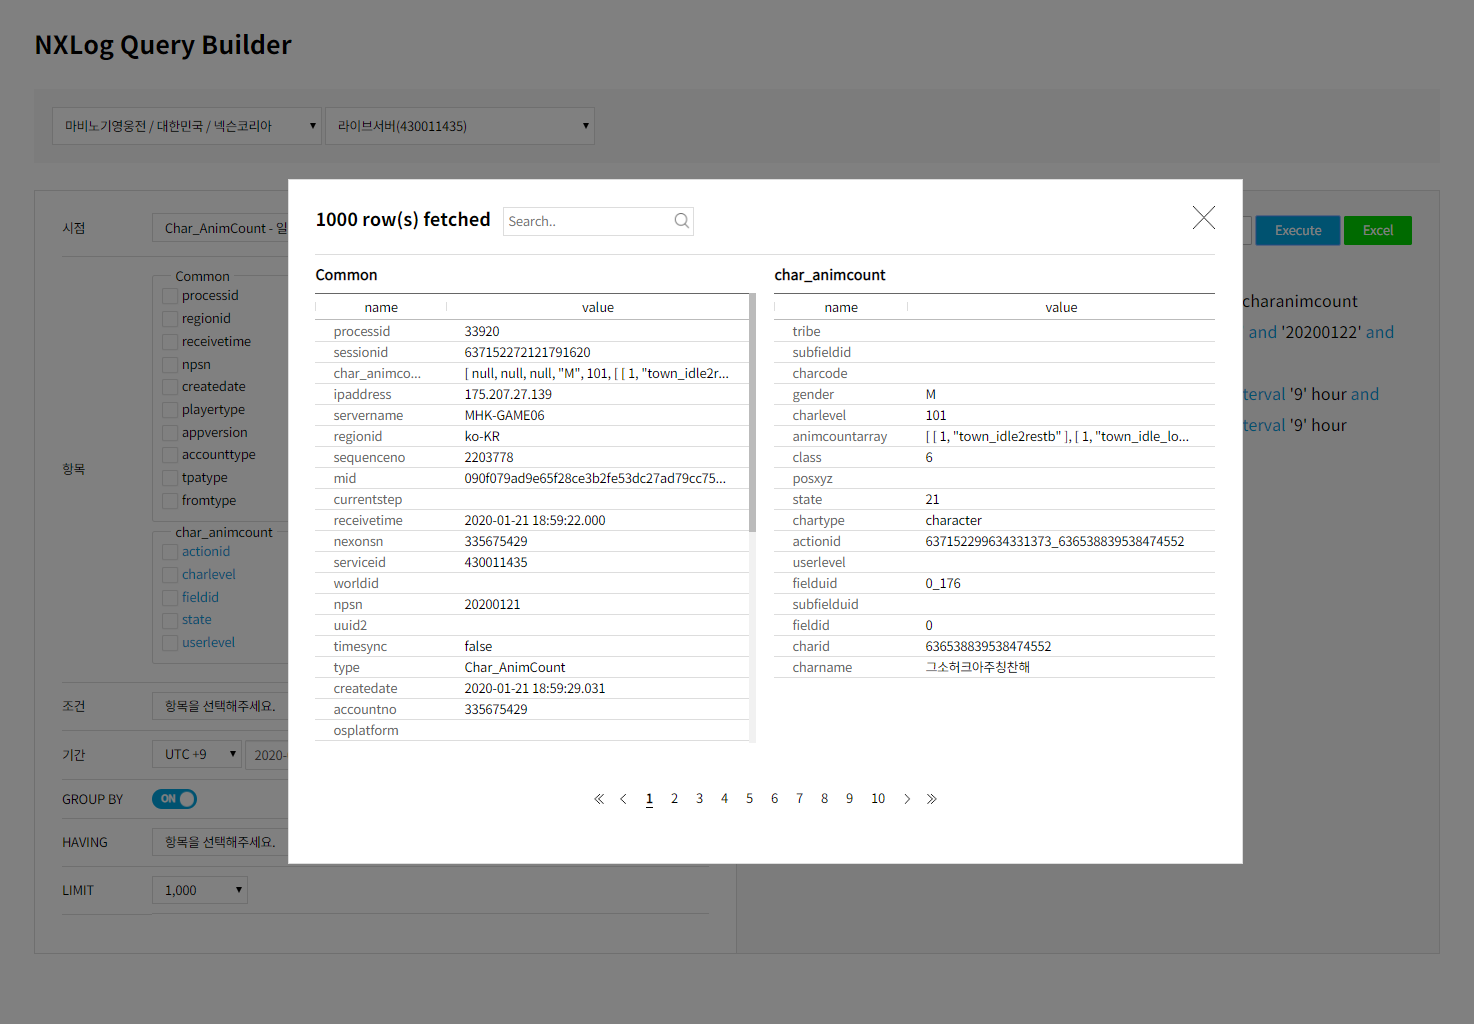 NXLog Query Builder
마비노기영웅전 / 대한민국 / 넥슨코리아
라이브서버(430011435)
시점
Char_AnimCount - 일
항목
Common
processid
regionid
receivetime
npsn
createdate
playertype
appversion
accounttype
tpatype
fromtype
char_animcount
actionid
charlevel
fieldid
state
userlevel
조건
항목을 선택해주세요.
기간
UTC +9
2020-
GROUP BY
ON
HAVING
항목을 선택해주세요.
LIMIT
1,000
Execute
Excel
charanimcount
and '20200122' and
terval '9' hour and
terval '9' hour
1000 row(s) fetched
Search..
Common
name value
processid 33920
sessionid 637152272121791620
char_animco... [ null, null, null, "M", 101, [ [ 1, "town_idle2r...
ipaddress 175.207.27.139
servername MHK-GAME06
regionid ko-KR
sequenceno 2203778
mid 090f079ad9e65f28ce3b2fe53dc27ad79cc75...
currentstep
receivetime 2020-01-21 18:59:22.000
nexonsn 335675429
serviceid 430011435
worldid
npsn 20200121
uuid2
timesync false
type Char_AnimCount
createdate 2020-01-21 18:59:29.031
accountno 335675429
osplatform
char_animcount
name value
tribe
subfieldid
charcode
gender M
charlevel 101
animcountarray [ [ 1, "town_idle2restb" ], [ 1, "town_idle_lo...
class 6
posxyz
state 21
chartype character
actionid 637152299634331373_636538839538474552
userlevel
fielduid 0_176
subfielduid
fieldid 0
charid 636538839538474552
charname 그소허크아주칭찬해
1 2 3 4 5 6 7 8 9 10